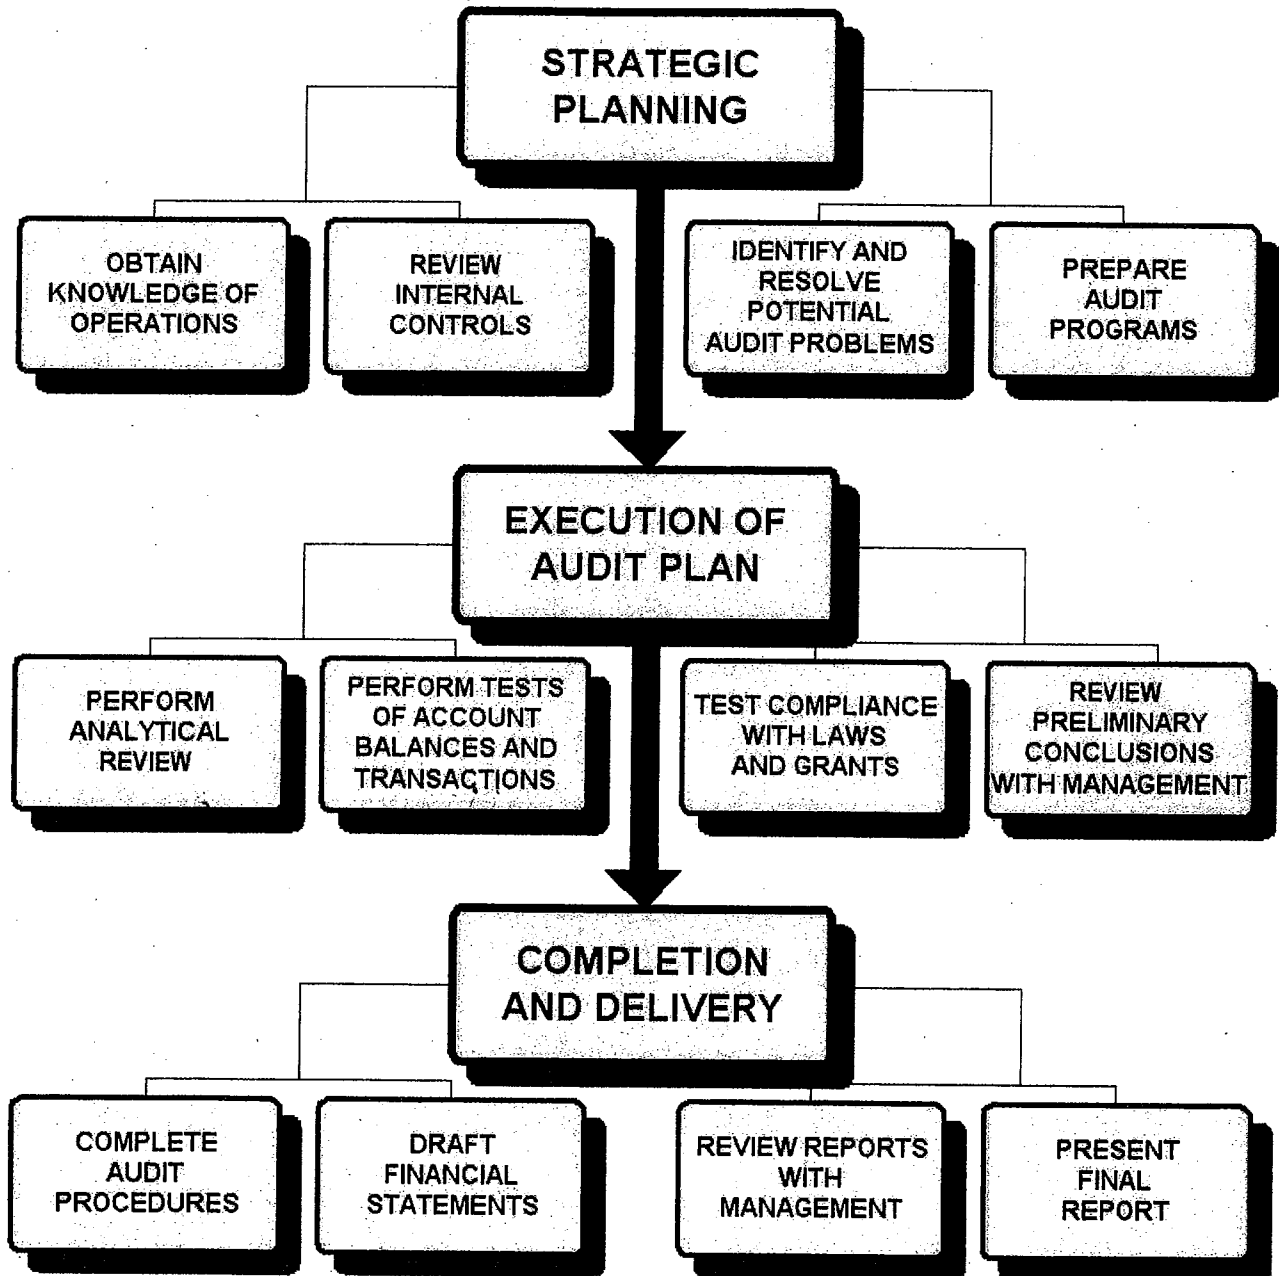 STRATEGIC
PLANNING
OBTAIN
KNOWLEDGE OF
OPERATIONS
REVIEW
INTERNAL
CONTROLS
IDENTIFY AND
RESOLVE
POTENTIAL
AUDIT PROBLEMS
PREPARE
AUDIT
PROGRAMS
EXECUTION OF
AUDIT PLAN
PERFORM
ANALYTICAL
REVIEW
PERFORM TESTS
OF ACCOUNT
BALANCES AND
TRANSACTIONS
TEST COMPLIANCE
WITH LAWS
AND GRANTS
REVIEW
PRELIMINARY
CONCLUSIONS
WITH MANAGEMENT
COMPLETION
AND DELIVERY
COMPLETE
AUDIT
PROCEDURES
DRAFT
FINANCIAL
STATEMENTS
REVIEW REPORTS
WITH
MANAGEMENT
PRESENT
FINAL
REPORT